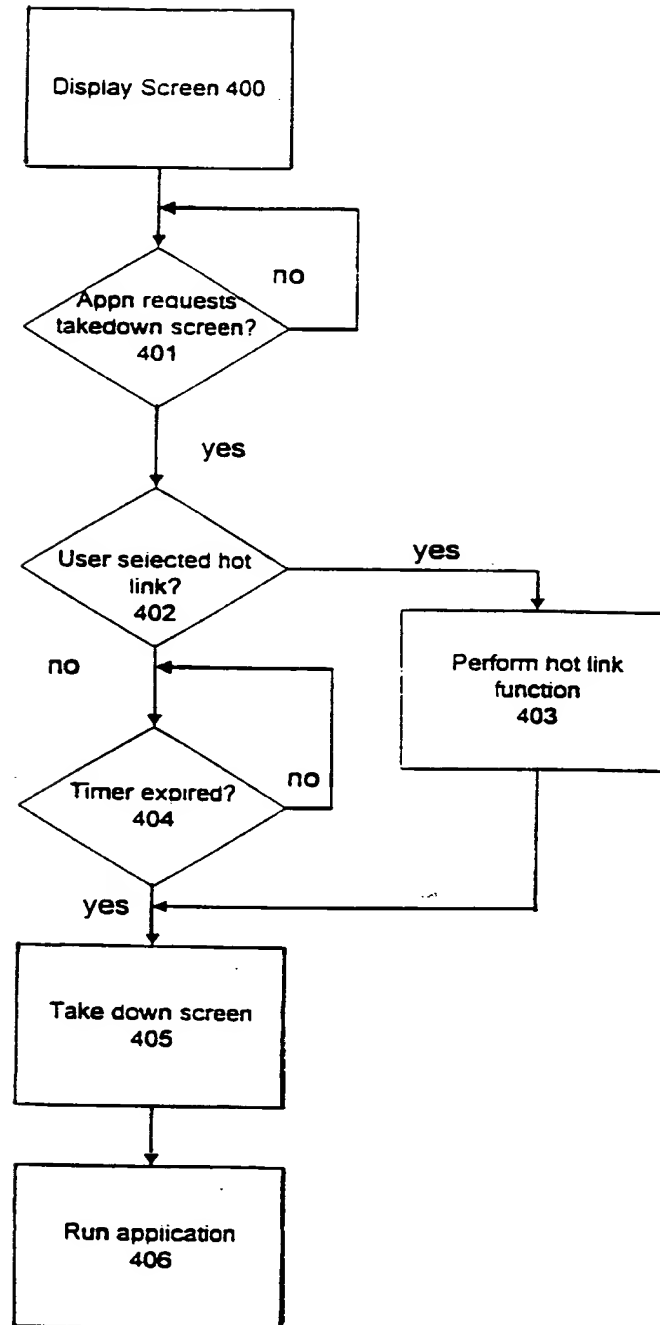 Display Screen 400
no
Appn requests
takedown screen?
401
yes
User selected hot
link?
402
yes
no
Perform hot link
function
403
Timer expired?
404
no
yes
Take down screen
405
Run application
406